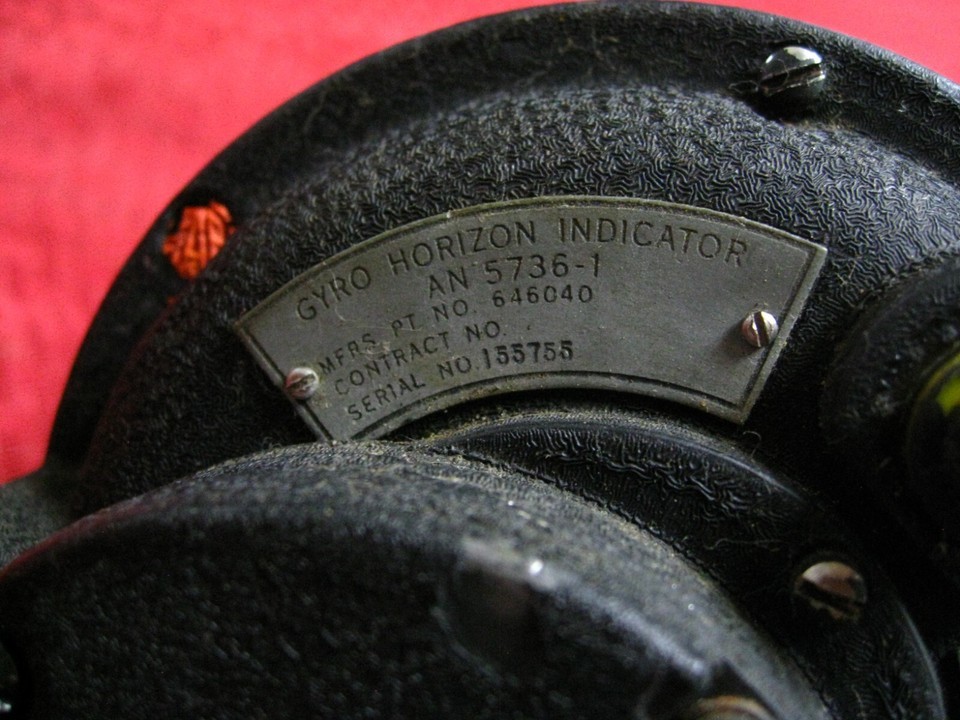 GYRO HORIZON INDICATOR
AN 5736-1
MFRS. PT. NO. 646040
CONTRACT NO.
SERIAL NO. 155755